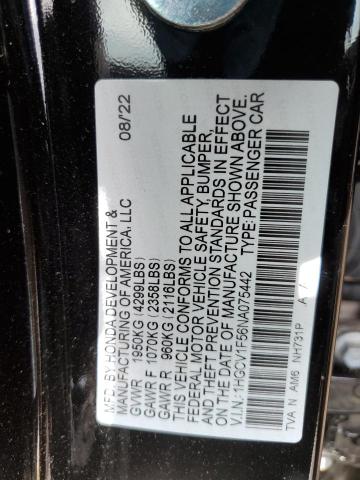 MFD. BY HONDA DEVELOPMENT & 08/22
MANUFACTURING OF AMERICA, LLC
GVWR 1950KG (4299LBS)
GAWR F 1070KG (2358LBS)
GAWR R 960KG (2116LBS)
THIS VEHICLE CONFORMS TO ALL APPLICABLE
FEDERAL MOTOR VEHICLE SAFETY, BUMPER,
AND THEFT PREVENTION STANDARDS IN EFFECT
ON THE DATE OF MANUFACTURE SHOWN ABOVE.
V.I.N.: 1HGCV1F56NA075442 TYPE: PASSENGER CAR
TVA N AM6 NH731P A